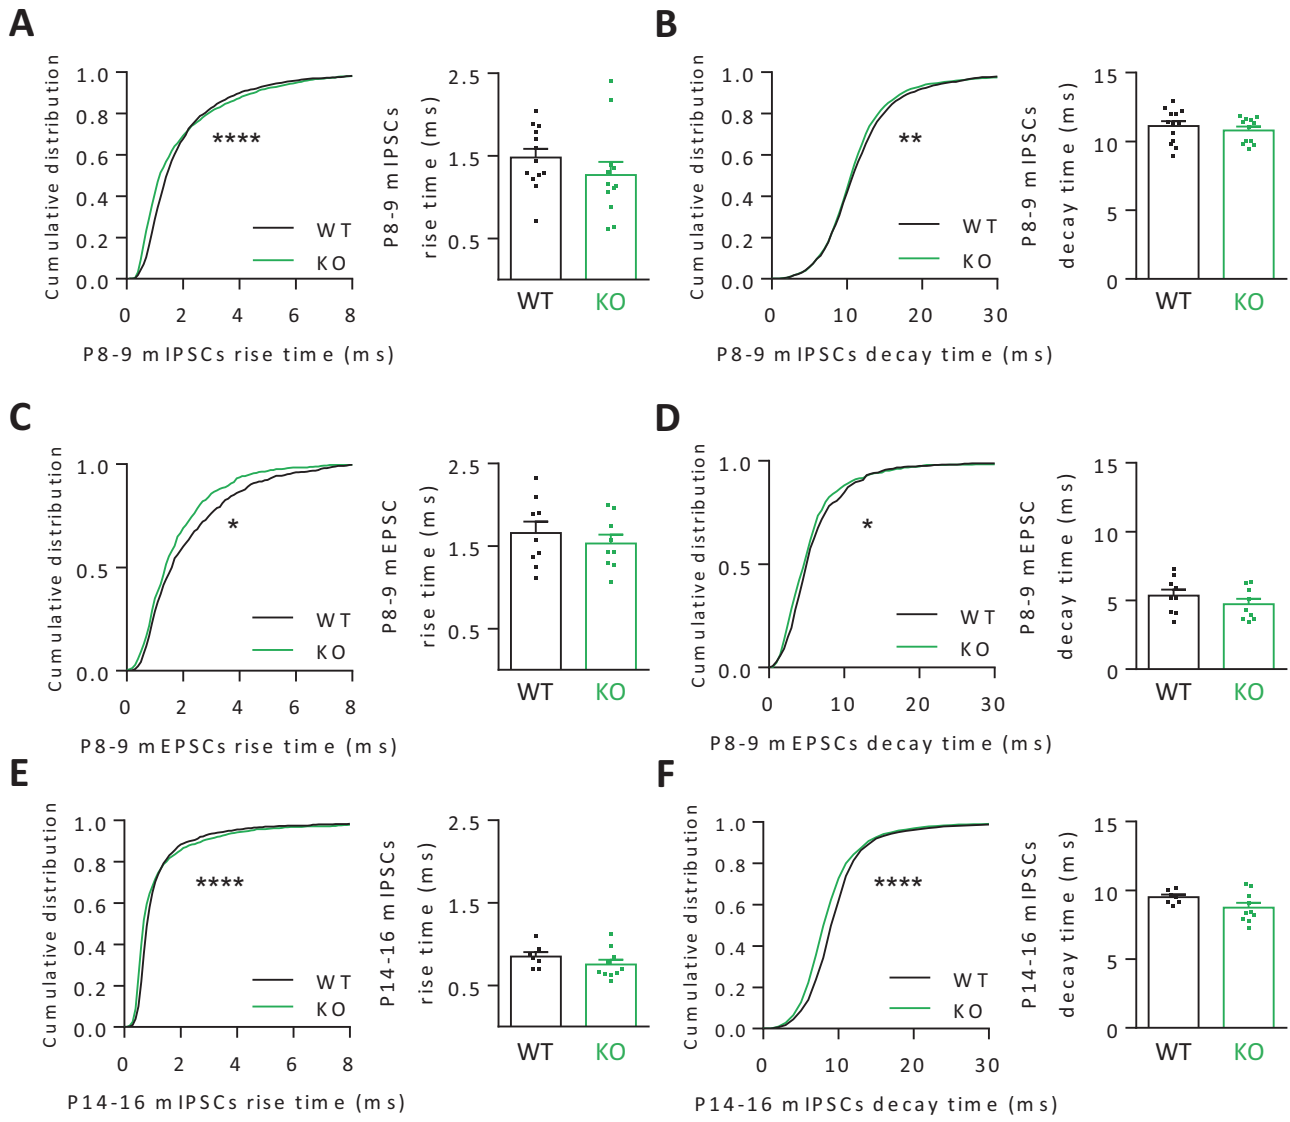 A
Cumulative distribution
1.0
0.8
0.6
0.4
0.2
0.0
****
WT
KO
0 2 4 6 8
P8-9 mIPSCs rise time (ms)
P8-9 mIPSCs
rise time (ms)
2.5
1.5
0.5
WT KO
B
Cumulative distribution
1.0
0.8
0.6
0.4
0.2
0.0
**
WT
KO
0 10 20 30
P8-9 mIPSCs decay time (ms)
P8-9 mIPSCs
decay time (ms)
15
10
5
0
WT KO
C
Cumulative distribution
1.0
0.5
0.0
*
WT
KO
0 2 4 6 8
P8-9 mEPSCs rise time (ms)
P8-9 mEPSC
rise time (ms)
2.5
1.5
0.5
WT KO
D
Cumulative distribution
1.0
0.5
0.0
*
WT
KO
0 10 20 30
P8-9 mEPSCs decay time (ms)
P8-9 mEPSC
decay time (ms)
15
10
5
0
WT KO
E
Cumulative distribution
1.0
0.8
0.6
0.4
0.2
0.0
****
WT
KO
0 2 4 6 8
P14-16 mIPSCs rise time (ms)
P14-16 mIPSCs
rise time (ms)
2.5
1.5
0.5
WT KO
F
Cumulative distribution
1.0
0.8
0.6
0.4
0.2
0.0
****
WT
KO
0 10 20 30
P14-16 mIPSCs decay time (ms)
P14-16 mIPSCs
decay time (ms)
15
10
5
0
WT KO